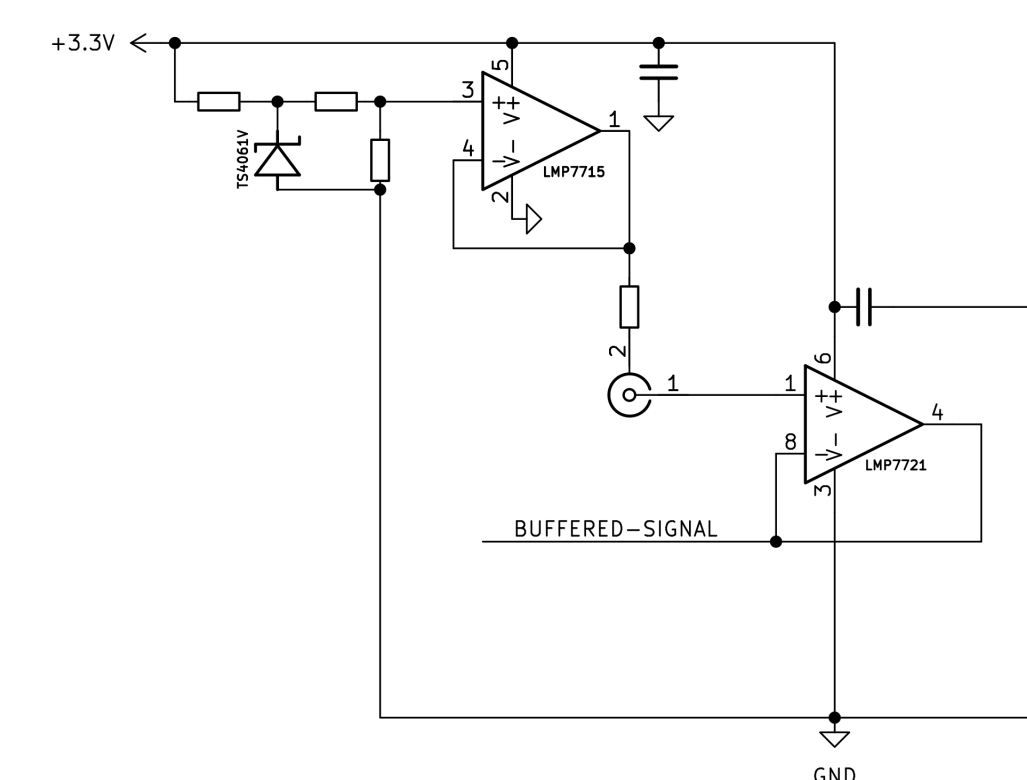 +3.3V
5
3
++
V
1
TS4061V
4
V-
-
LMP7715
2
2
6
1
1
++
V
4
8
V-
-
LMP7721
3
BUFFERED-SIGNAL
GND